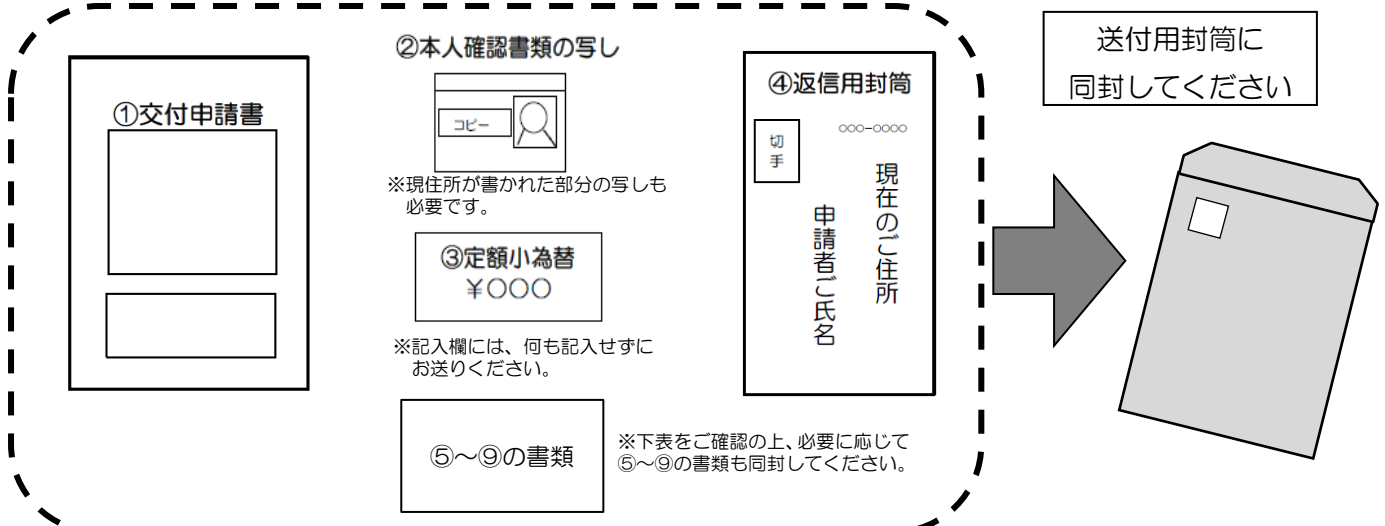 ①交付申請書
②本人確認書類の写し
コピー
※現住所が書かれた部分の写しも
必要です。
③定額小為替
￥〇〇〇
※記入欄には、何も記入せずに
お送りください。
⑤～⑨の書類
※下表をご確認の上、必要に応じて
⑤～⑨の書類も同封してください。
④返信用封筒
切手
○○○-○○○○
現在のご住所
申請者ご氏名
送付用封筒に
同封してください